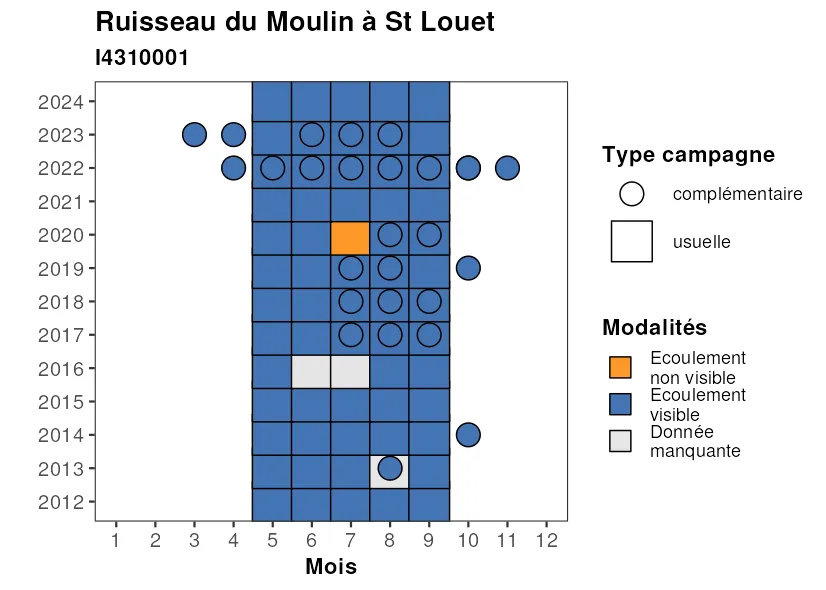 Ruisseau du Moulin à St Louet
I4310001
2024
2023
2022
2021
2020
2019
2018
2017
2016
2015
2014
2013
2012
1 2 3 4 5 6 7 8 9 10 11 12
Mois
Type campagne
complémentaire
usuelle
Modalités
Ecoulement
non visible
Ecoulement
visible
Donnée
manquante